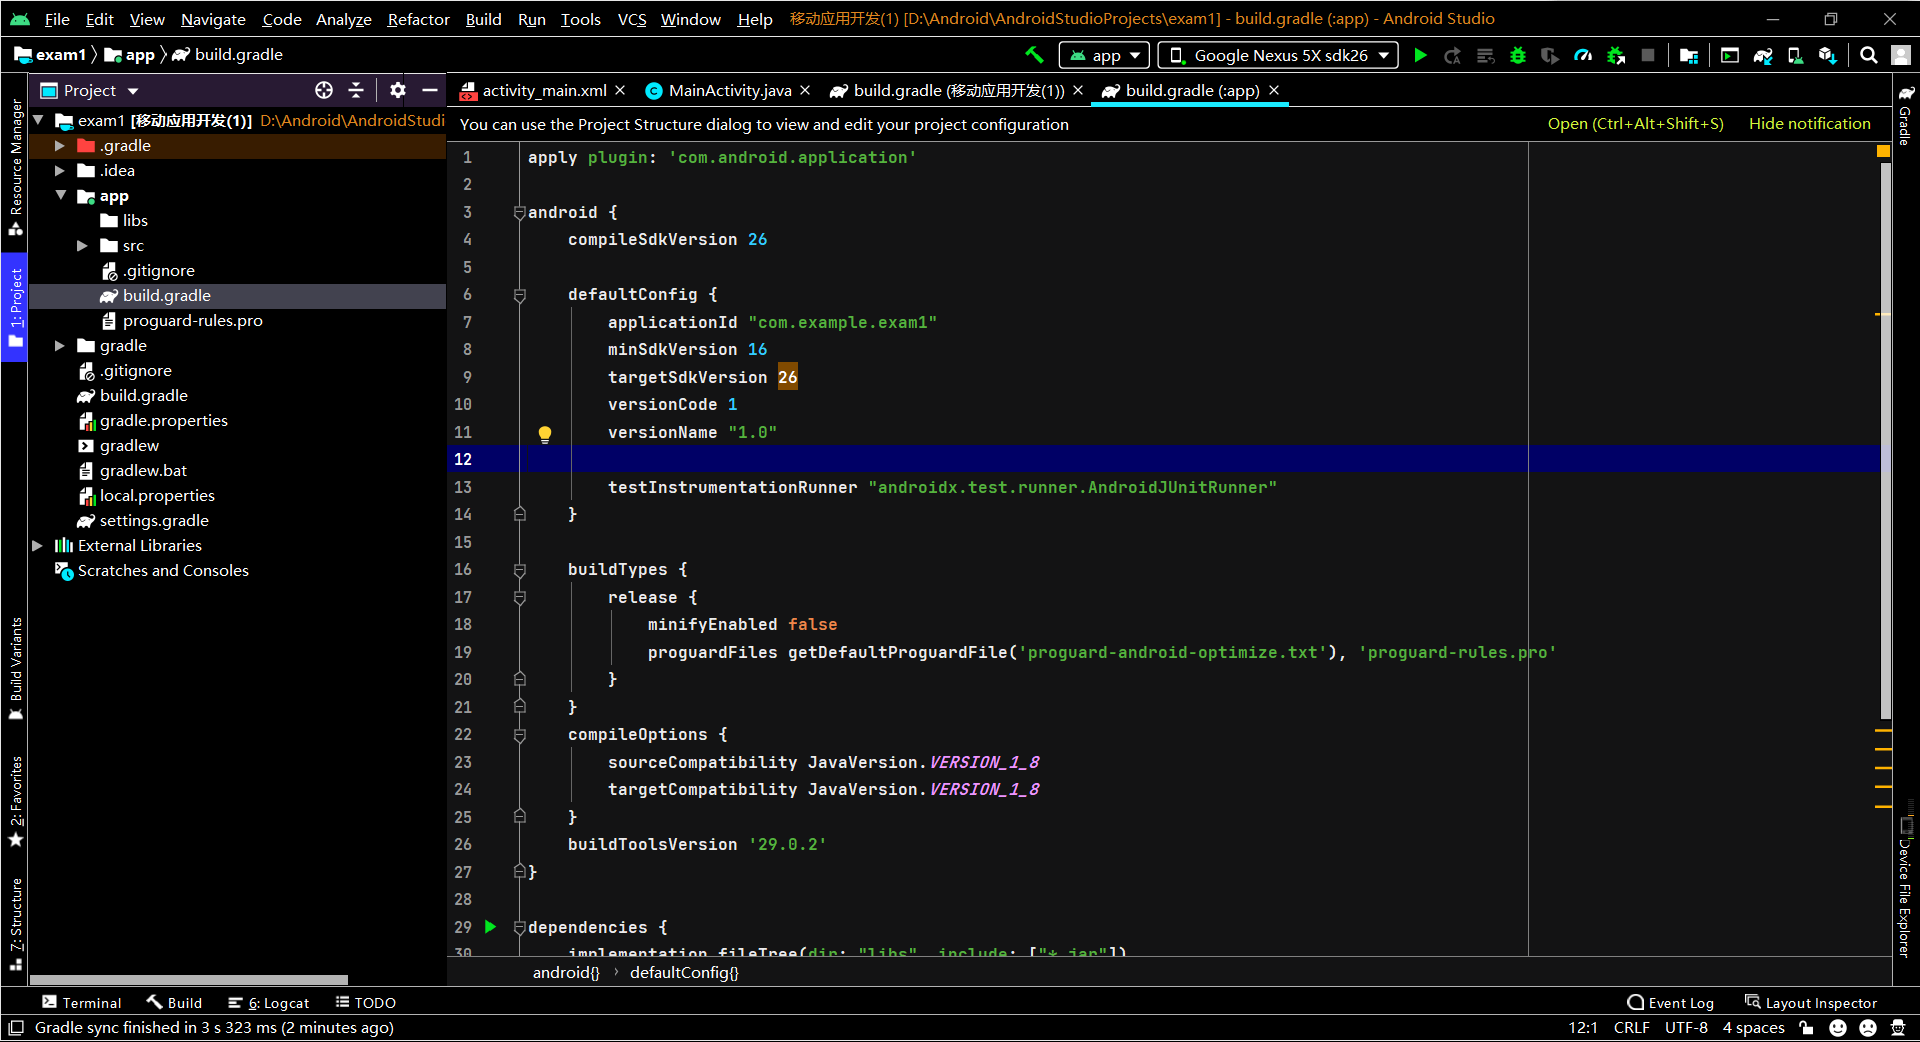 File Edit View Navigate Code Analyze Refactor Build Run Tools VCS Window Help 移动应用开发(1) [D:\Android\AndroidStudioProjects\exam1] - build.gradle (:app) - Android Studio
exam1 app build.gradle
app Google Nexus 5X sdk26
Project
activity_main.xml MainActivity.java build.gradle (移动应用开发(1)) build.gradle (:app)
You can use the Project Structure dialog to view and edit your project configuration Open (Ctrl+Alt+Shift+S) Hide notification
Resource Manager
1: Project
Build Variants
2: Favorites
7: Structure
exam1 [移动应用开发(1)] D:\Android\AndroidStudi
.gradle
.idea
app
libs
src
.gitignore
build.gradle
proguard-rules.pro
gradle
.gitignore
build.gradle
gradle.properties
gradlew
gradlew.bat
local.properties
settings.gradle
External Libraries
Scratches and Consoles
1 apply plugin: 'com.android.application'
2
3 android {
4 compileSdkVersion 26
5
6 defaultConfig {
7 applicationId "com.example.exam1"
8 minSdkVersion 16
9 targetSdkVersion 26
10 versionCode 1
11 versionName "1.0"
12
13 testInstrumentationRunner "androidx.test.runner.AndroidJUnitRunner"
14 }
15
16 buildTypes {
17 release {
18 minifyEnabled false
19 proguardFiles getDefaultProguardFile('proguard-android-optimize.txt'), 'proguard-rules.pro'
20 }
21 }
22 compileOptions {
23 sourceCompatibility JavaVersion.VERSION_1_8
24 targetCompatibility JavaVersion.VERSION_1_8
25 }
26 buildToolsVersion '29.0.2'
27 }
28
29 dependencies {
30 implementation fileTree(dir: "libs", include: ["*.jar"])
android{} › defaultConfig{}
Gradle
Device File Explorer
Terminal Build 6: Logcat TODO Event Log Layout Inspector
Gradle sync finished in 3 s 323 ms (2 minutes ago) 12:1 CRLF UTF-8 4 spaces